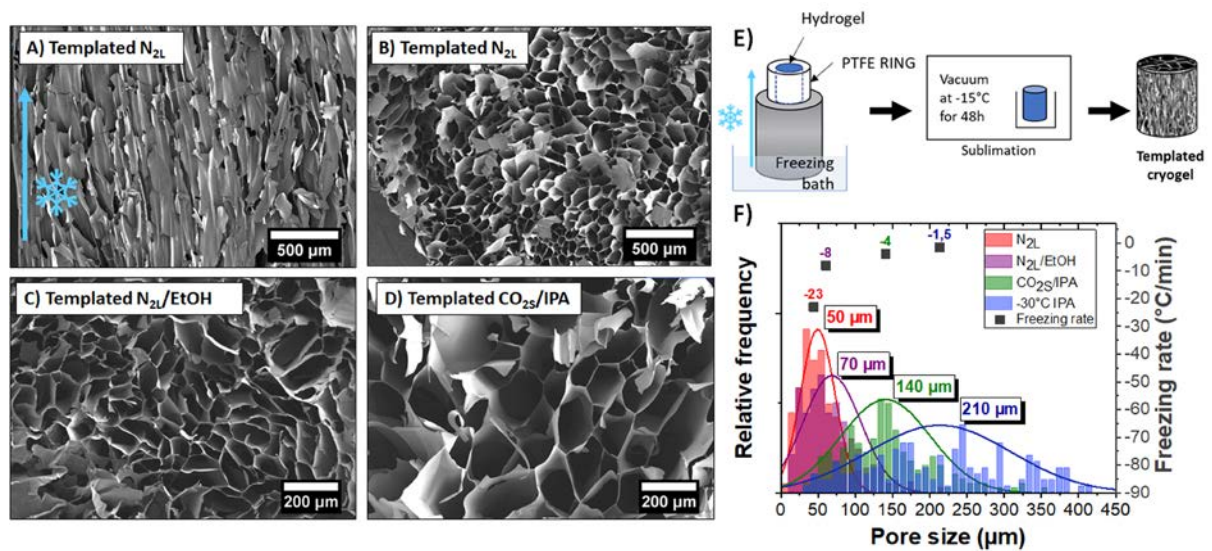 A) Templated N2L
500 µm
B) Templated N2L
500 µm
C) Templated N2L/EtOH
200 µm
D) Templated CO2S/IPA
200 µm
E)
Hydrogel
PTFE RING
Freezing
bath
Vacuum
at -15°C
for 48h
Sublimation
Templated
cryogel
F)
Relative frequency
-23
-8
-4
-1,5
50 µm
70 µm
140 µm
210 µm
N2L
N2L/EtOH
CO2S/IPA
-30°C IPA
Freezing rate
0
-10
-20
-30
-40
-50
-60
-70
-80
-90
Freezing rate (°C/min)
0 50 100 150 200 250 300 350 400 450
Pore size (µm)